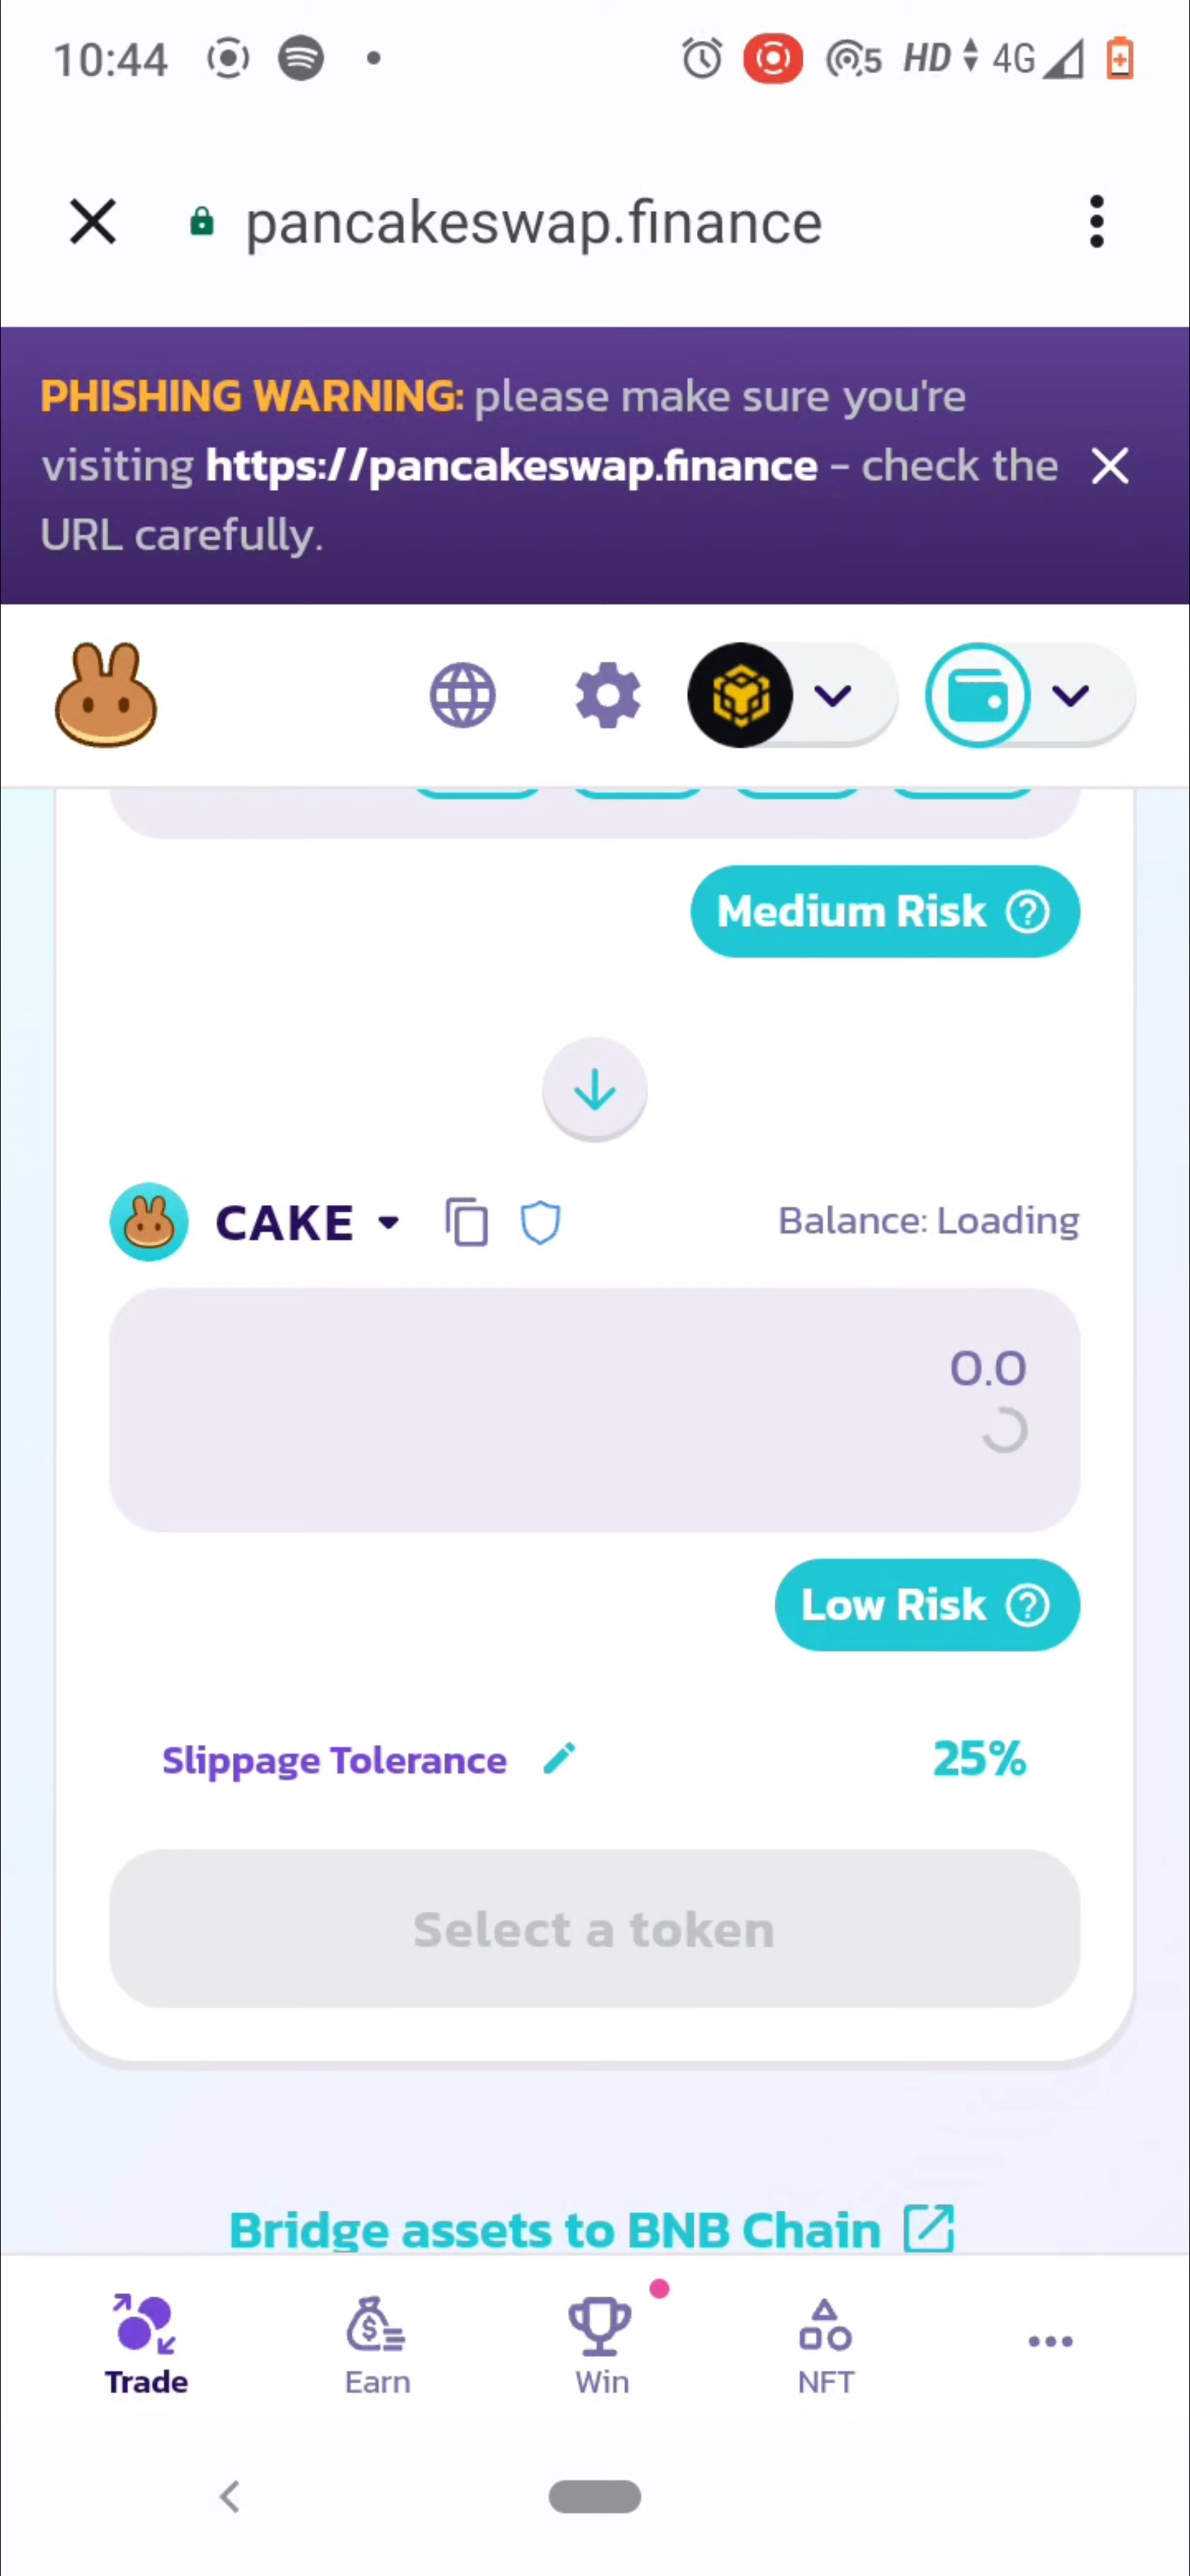 10:44
5 HD 4G
pancakeswap.finance
PHISHING WARNING: please make sure you're
visiting https://pancakeswap.finance - check the
URL carefully.
Medium Risk ?
CAKE
Balance: Loading
0.0
Low Risk ?
Slippage Tolerance 25%
Select a token
Bridge assets to BNB Chain
Trade Earn Win NFT